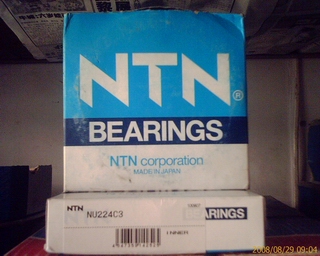 NTN®
BEARINGS
NTN corporation
MADE IN JAPAN
NTN
NU224C3
BEARINGS
2008/08/29 09:04